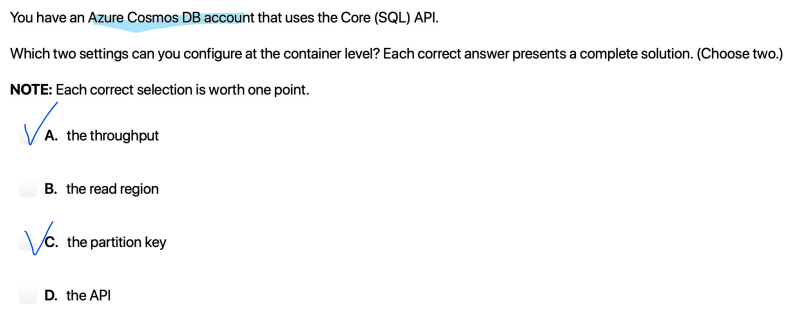 You have an Azure Cosmos DB account that uses the Core (SQL) API.
Which two settings can you configure at the container level? Each correct answer presents a complete solution. (Choose two.)
NOTE: Each correct selection is worth one point.
A. the throughput
B. the read region
C. the partition key
D. the API